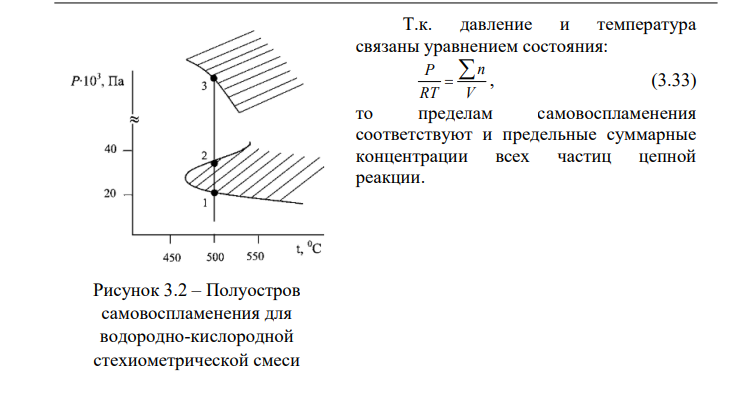 P·10³, Па
40
20
3
2
1
450 500 550
t, ⁰C
Рисунок 3.2 – Полуостров
самовоспламенения для
водородно-кислородной
стехиометрической смеси
Т.к. давление и температура
связаны уравнением состояния:
P/RT = ∑n/V, (3.33)
то пределам самовоспламенения
соответствуют и предельные суммарные
концентрации всех частиц цепной
реакции.